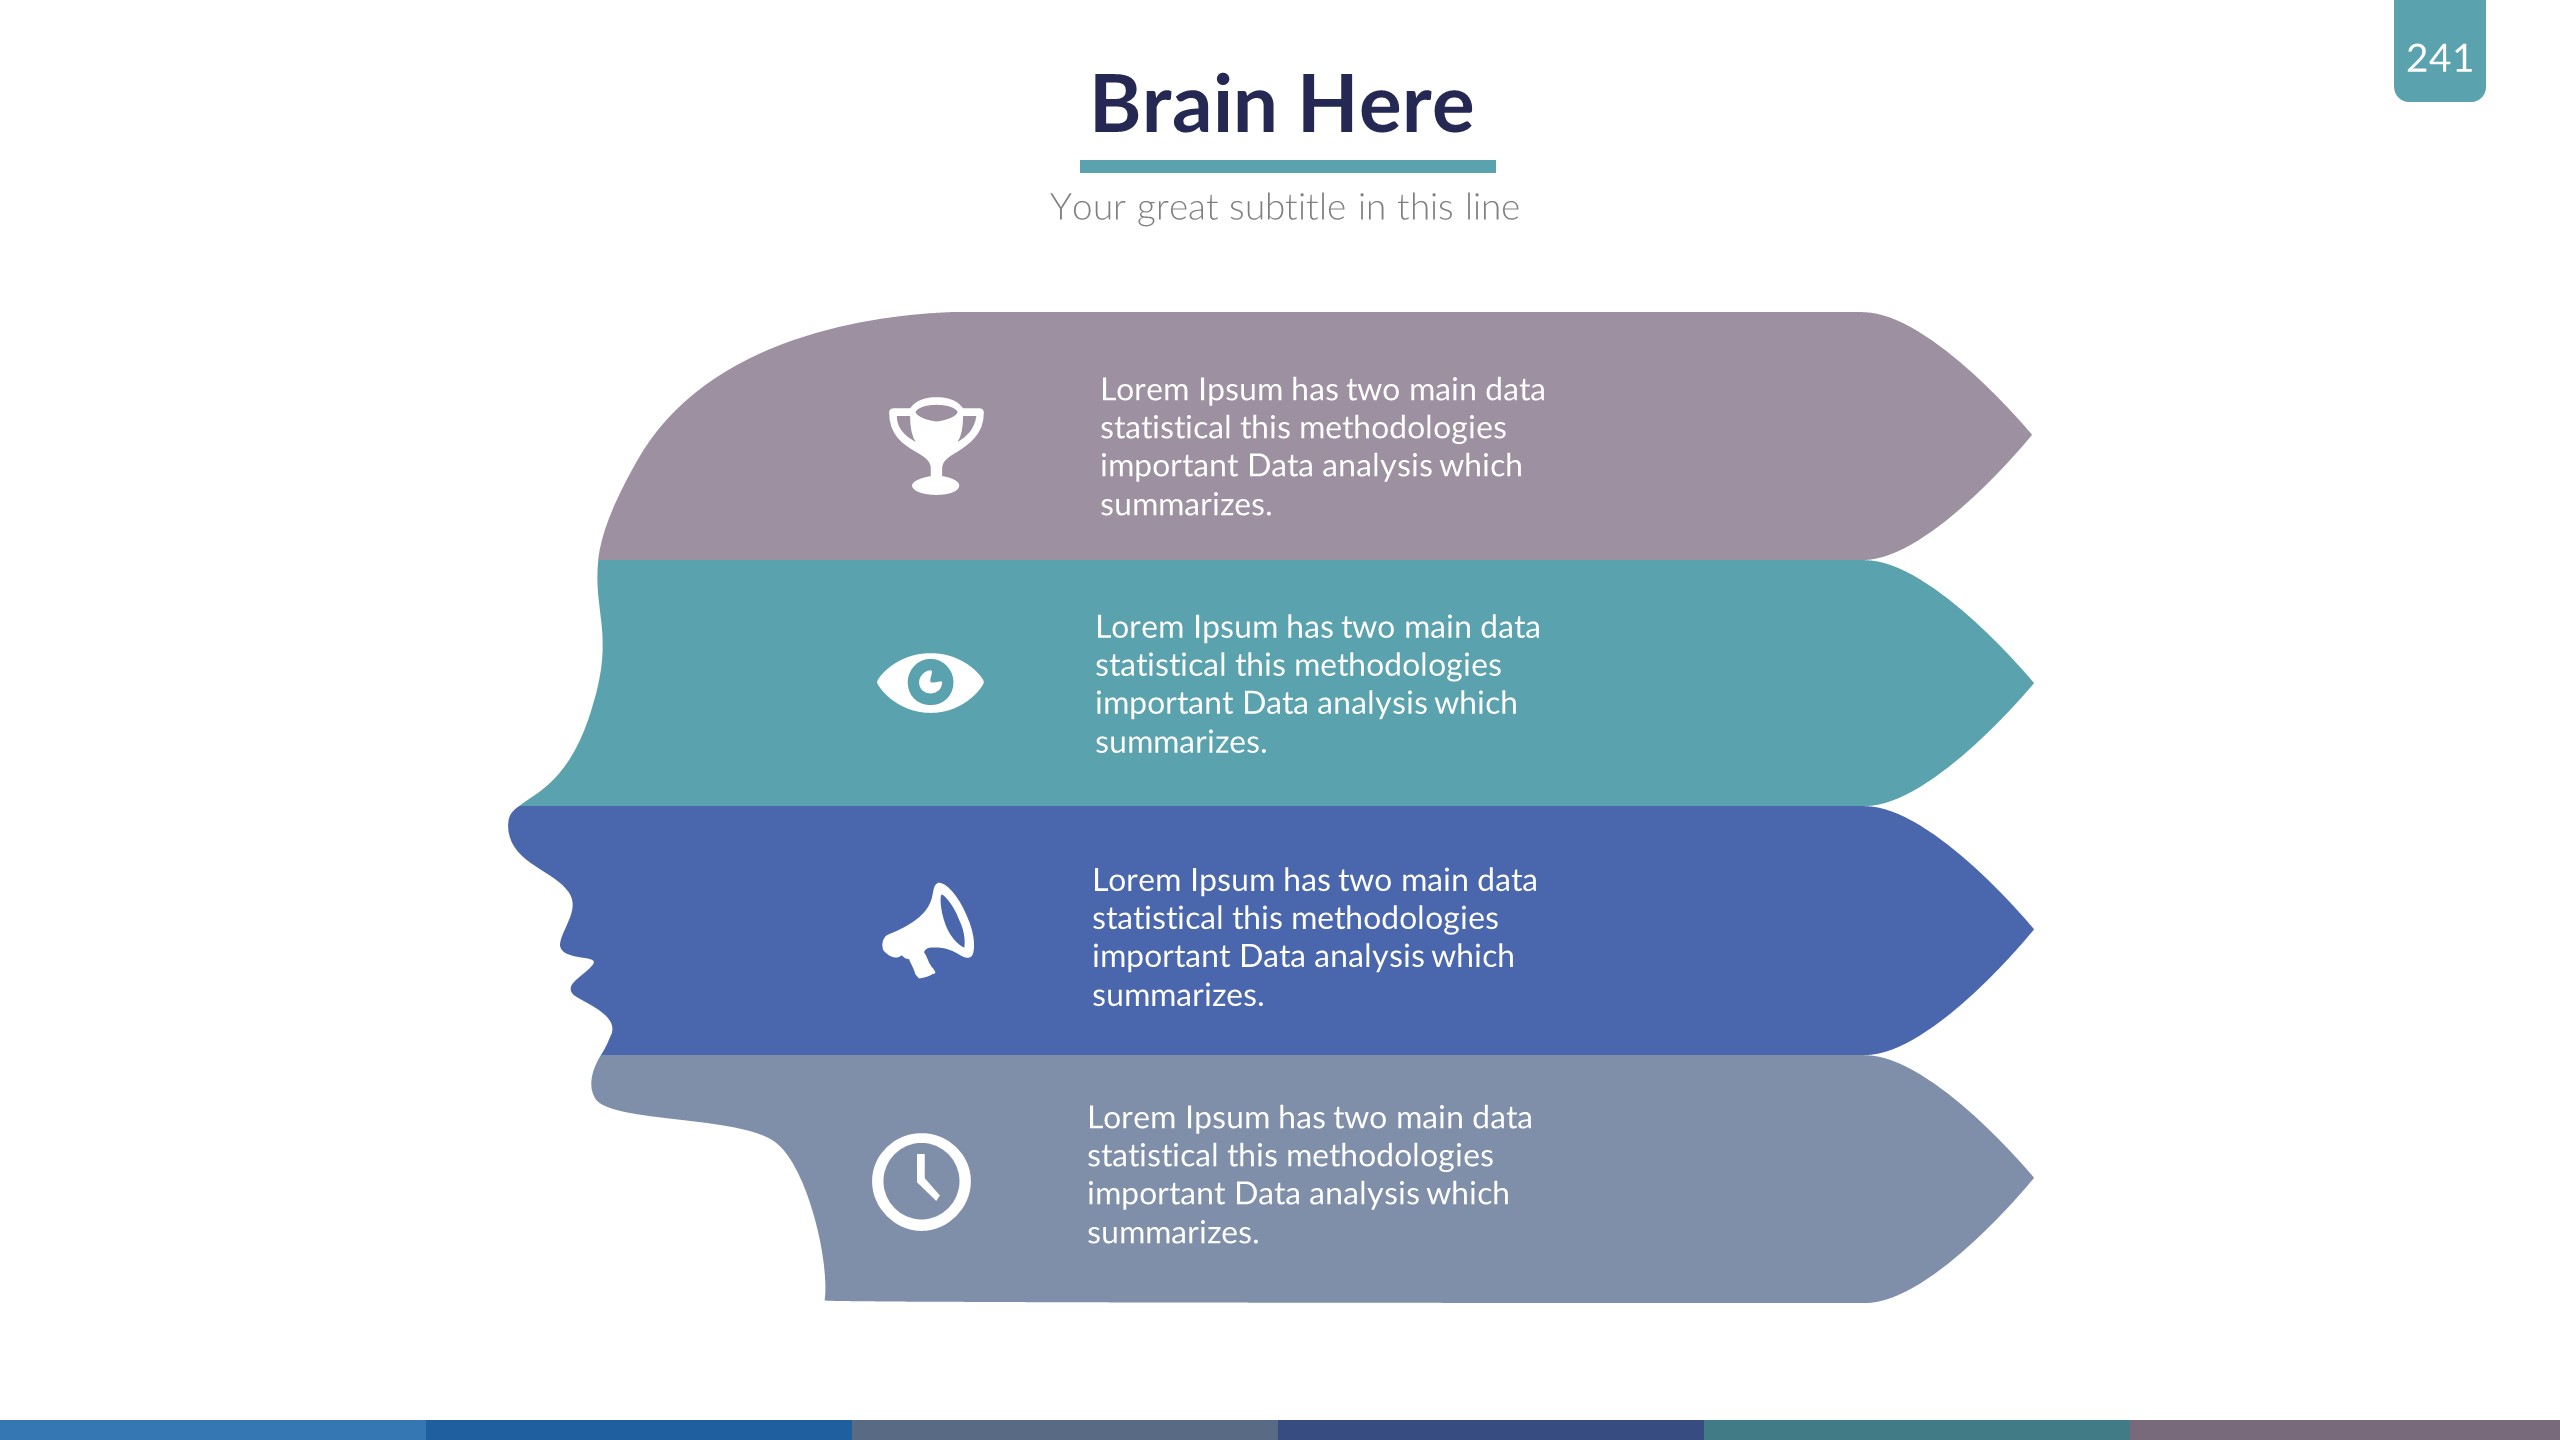 241
Brain Here
Your great subtitle in this line
Lorem Ipsum has two main data
statistical this methodologies
important Data analysis which
summarizes.
Lorem Ipsum has two main data
statistical this methodologies
important Data analysis which
summarizes.
Lorem Ipsum has two main data
statistical this methodologies
important Data analysis which
summarizes.
Lorem Ipsum has two main data
statistical this methodologies
important Data analysis which
summarizes.